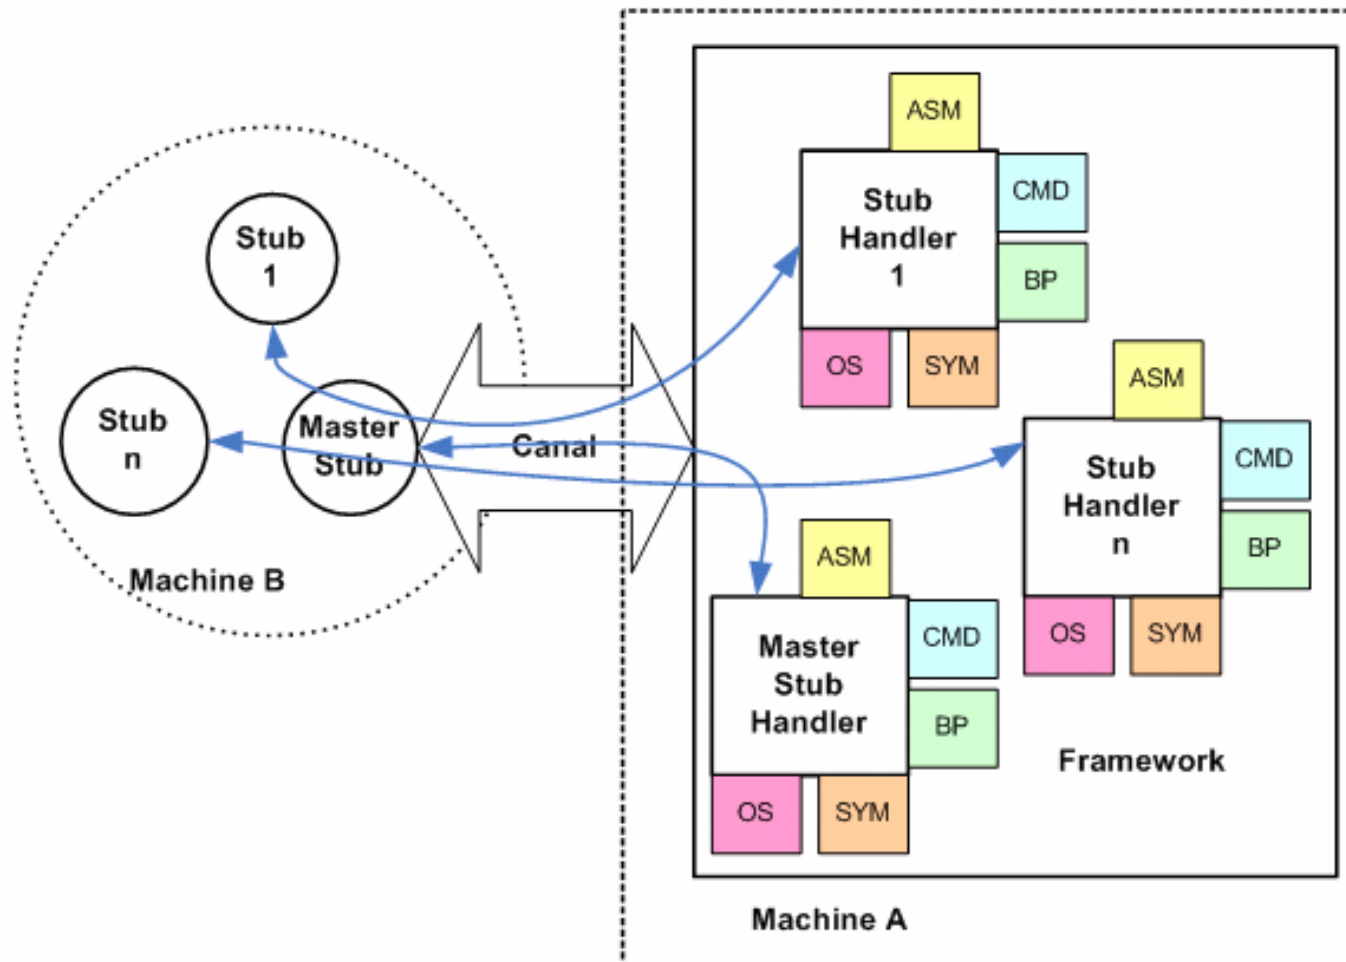 Stub
1
Stub
n
Master
Stub
Machine B
Canal
ASM
Stub
Handler
1
CMD
BP
OS
SYM
ASM
Stub
Handler
n
CMD
BP
OS
SYM
ASM
Master
Stub
Handler
CMD
BP
OS
SYM
Framework
Machine A